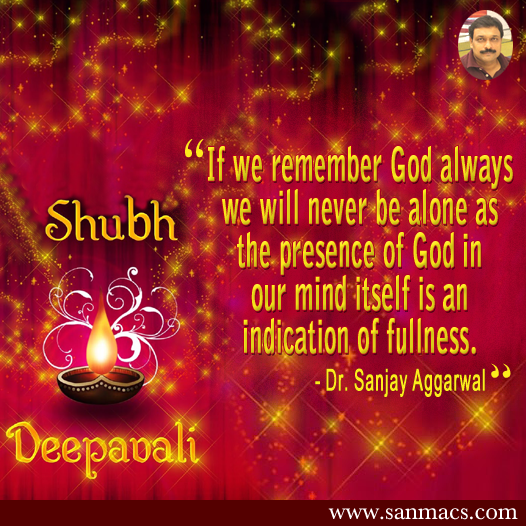 Shubh
Deepavali
“If we remember God always
we will never be alone as
the presence of God in
our mind itself is an
indication of fullness.
- Dr. Sanjay Aggarwal”
www.sanmacs.com